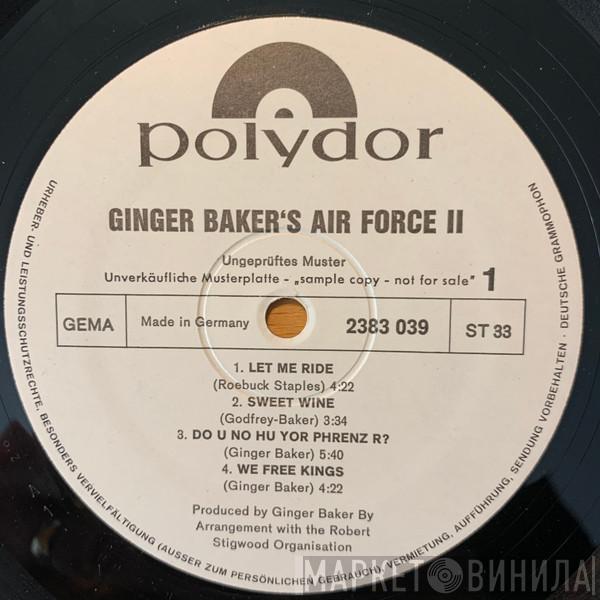 polydor
GINGER BAKER'S AIR FORCE II
Ungeprüftes Muster
Unverkäufliche Musterplatte - „sample copy - not for sale" 1
GEMA Made in Germany 2383 039 ST 33
1. LET ME RIDE
(Roebuck Staples) 4:22
2. SWEET WINE
(Godfrey-Baker) 3:34
3. DO U NO HU YOR PHRENZ R?
(Ginger Baker) 5:40
4. WE FREE KINGS
(Ginger Baker) 4:22
Produced by Ginger Baker By
Arrangement with the Robert
Stigwood Organisation
URHEBER- UND LEISTUNGSSCHUTZRECHTE, BESONDERS VERVIELFÄLTIGUNG (AUSSER ZUM PERSÖNLICHEN GEBRAUCH), VERMIETUNG, AUFFÜHRUNG, SENDUNG VORBEHALTEN · DEUTSCHE GRAMMOPHON
МАРКЕТ ВИНИЛА